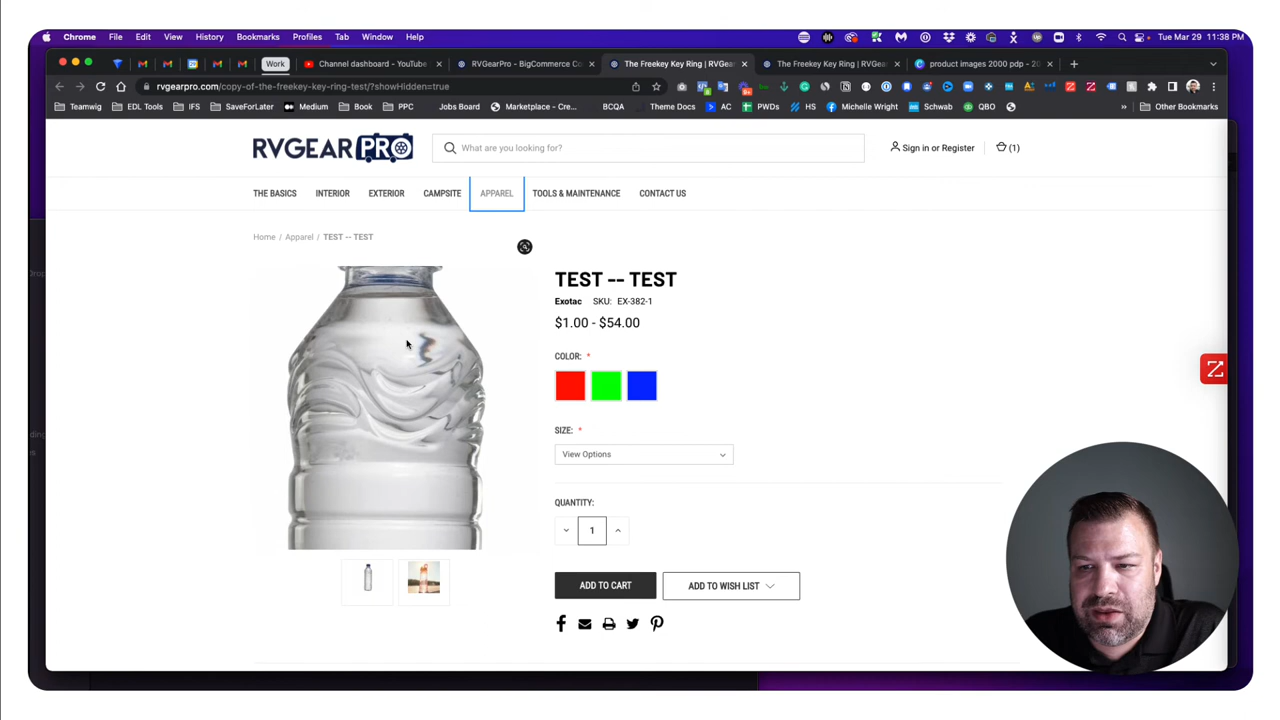 Chrome File Edit View History Bookmarks Profiles Tab Window Help Tue Mar 29 11:38 PM
Work Channel dashboard - YouTube RVGearPro - BigCommerce Co The Freekey Key Ring | RVGea The Freekey Key Ring | RVGea product images 2000 pdp - 20
rvgearpro.com/copy-of-the-freekey-key-ring-test/?showHidden=true
Teamwig EDL Tools IFS SaveForLater Medium Book PPC Jobs Board Marketplace - Cre... BCQA Theme Docs AC PWDs HS Michelle Wright Schwab QBO » Other Bookmarks
RVGEARPRO What are you looking for? Sign in or Register (1)
THE BASICS INTERIOR EXTERIOR CAMPSITE APPAREL TOOLS & MAINTENANCE CONTACT US
Home / Apparel / TEST -- TEST
TEST -- TEST
Exotac SKU: EX-382-1
$1.00 - $54.00
COLOR: *
SIZE: *
View Options
QUANTITY:
1
ADD TO CART ADD TO WISH LIST